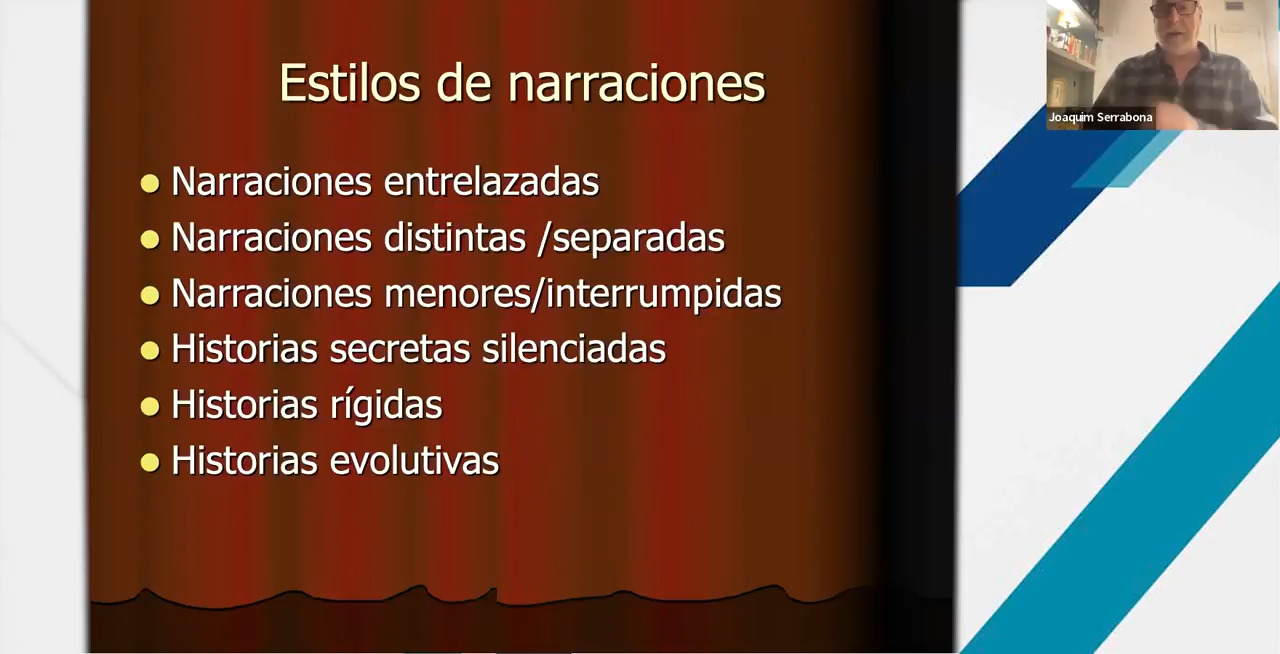 Estilos de narraciones
Narraciones entrelazadas
Narraciones distintas /separadas
Narraciones menores/interrumpidas
Historias secretas silenciadas
Historias rígidas
Historias evolutivas
Joaquim Serrabona